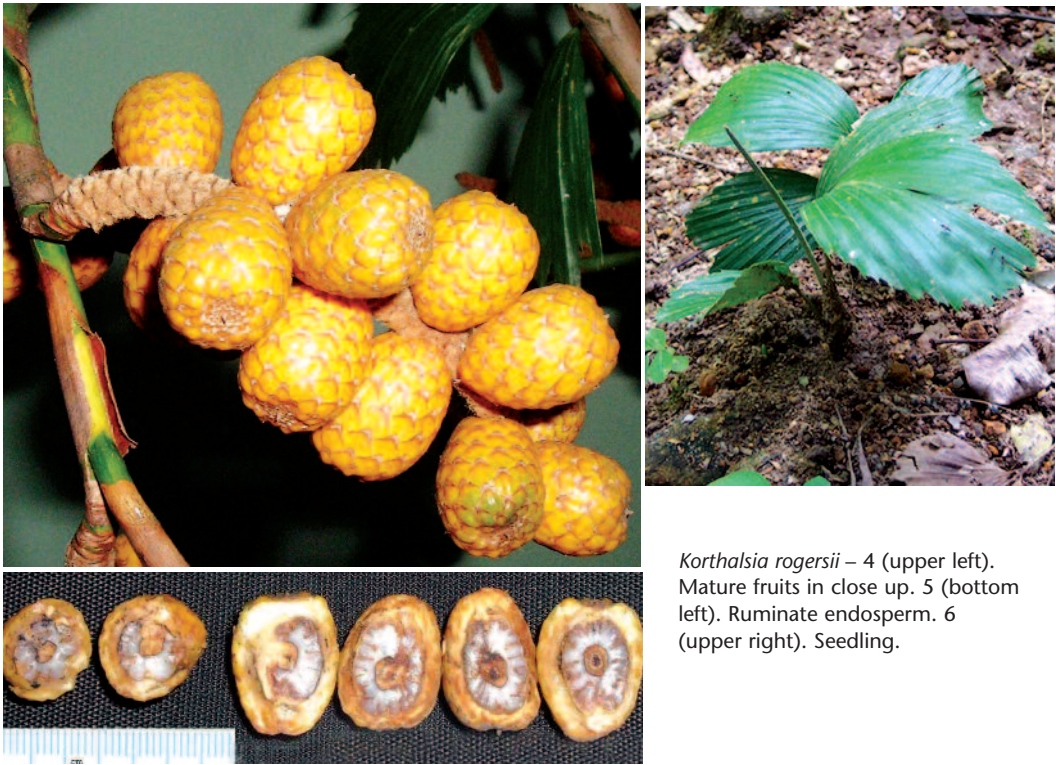 Korthalsia rogersii – 4 (upper left).
Mature fruits in close up. 5 (bottom
left). Ruminate endosperm. 6
(upper right). Seedling.